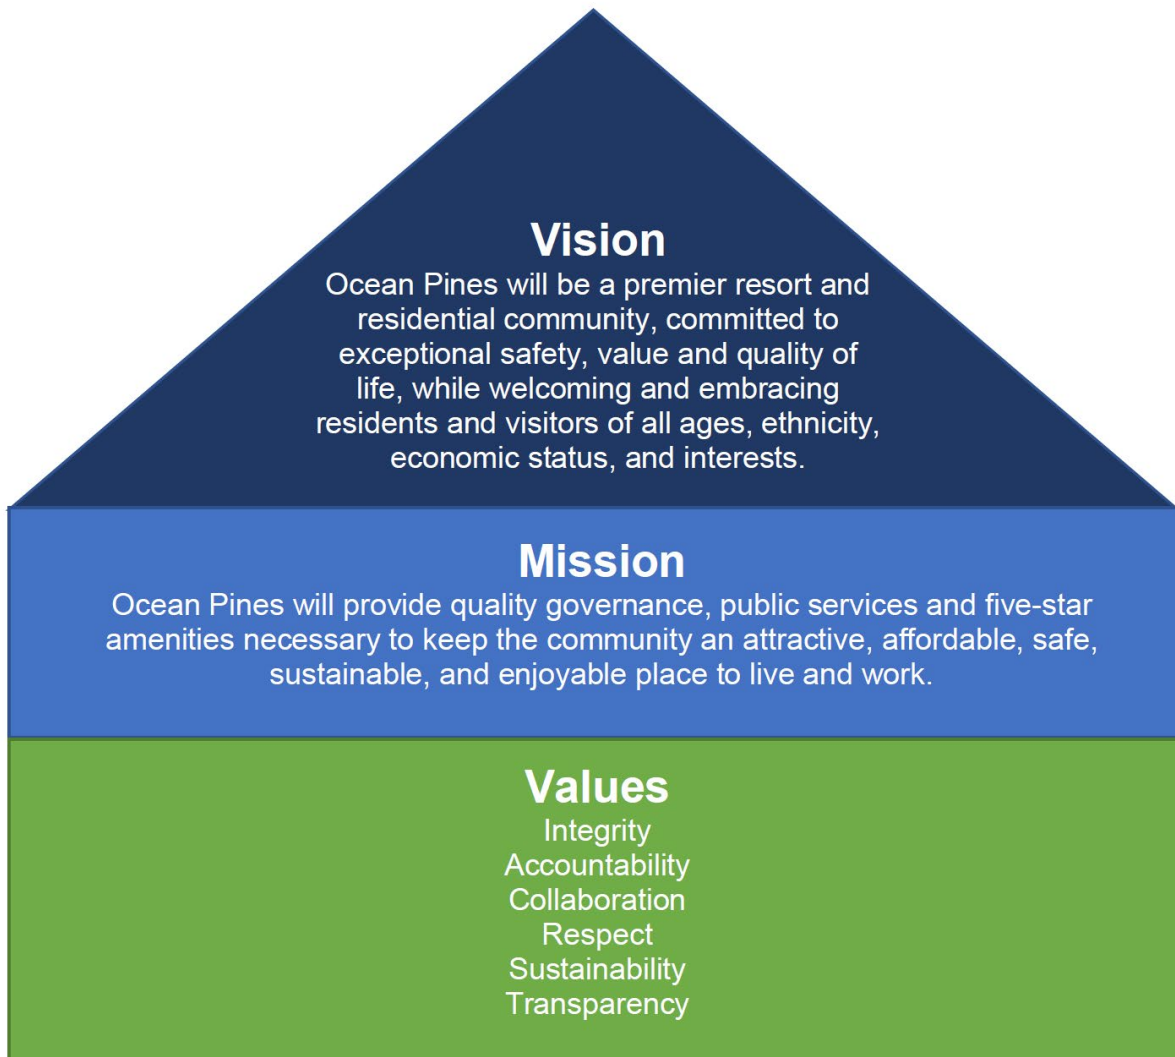 Vision
Ocean Pines will be a premier resort and
residential community, committed to
exceptional safety, value and quality of
life, while welcoming and embracing
residents and visitors of all ages, ethnicity,
economic status, and interests.
Mission
Ocean Pines will provide quality governance, public services and five-star
amenities necessary to keep the community an attractive, affordable, safe,
sustainable, and enjoyable place to live and work.
Values
Integrity
Accountability
Collaboration
Respect
Sustainability
Transparency